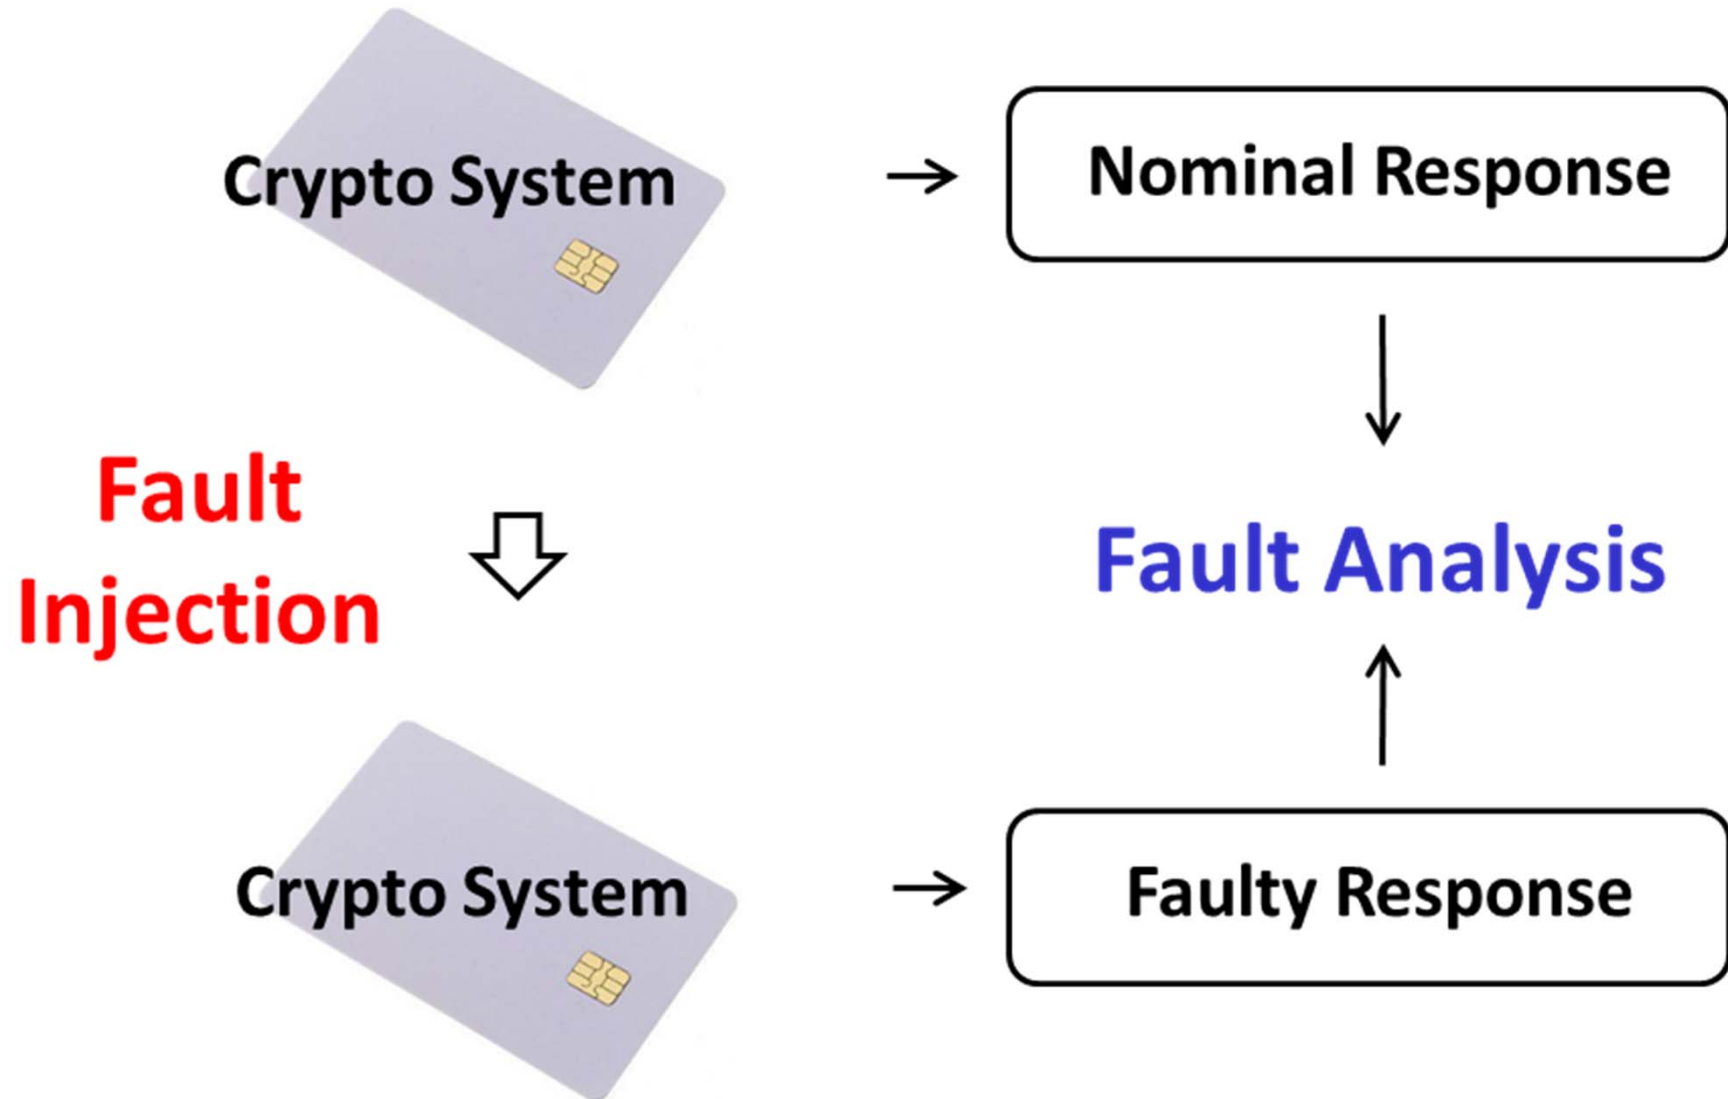 Crypto System
Nominal Response
Fault
Injection
Fault Analysis
Crypto System
Faulty Response